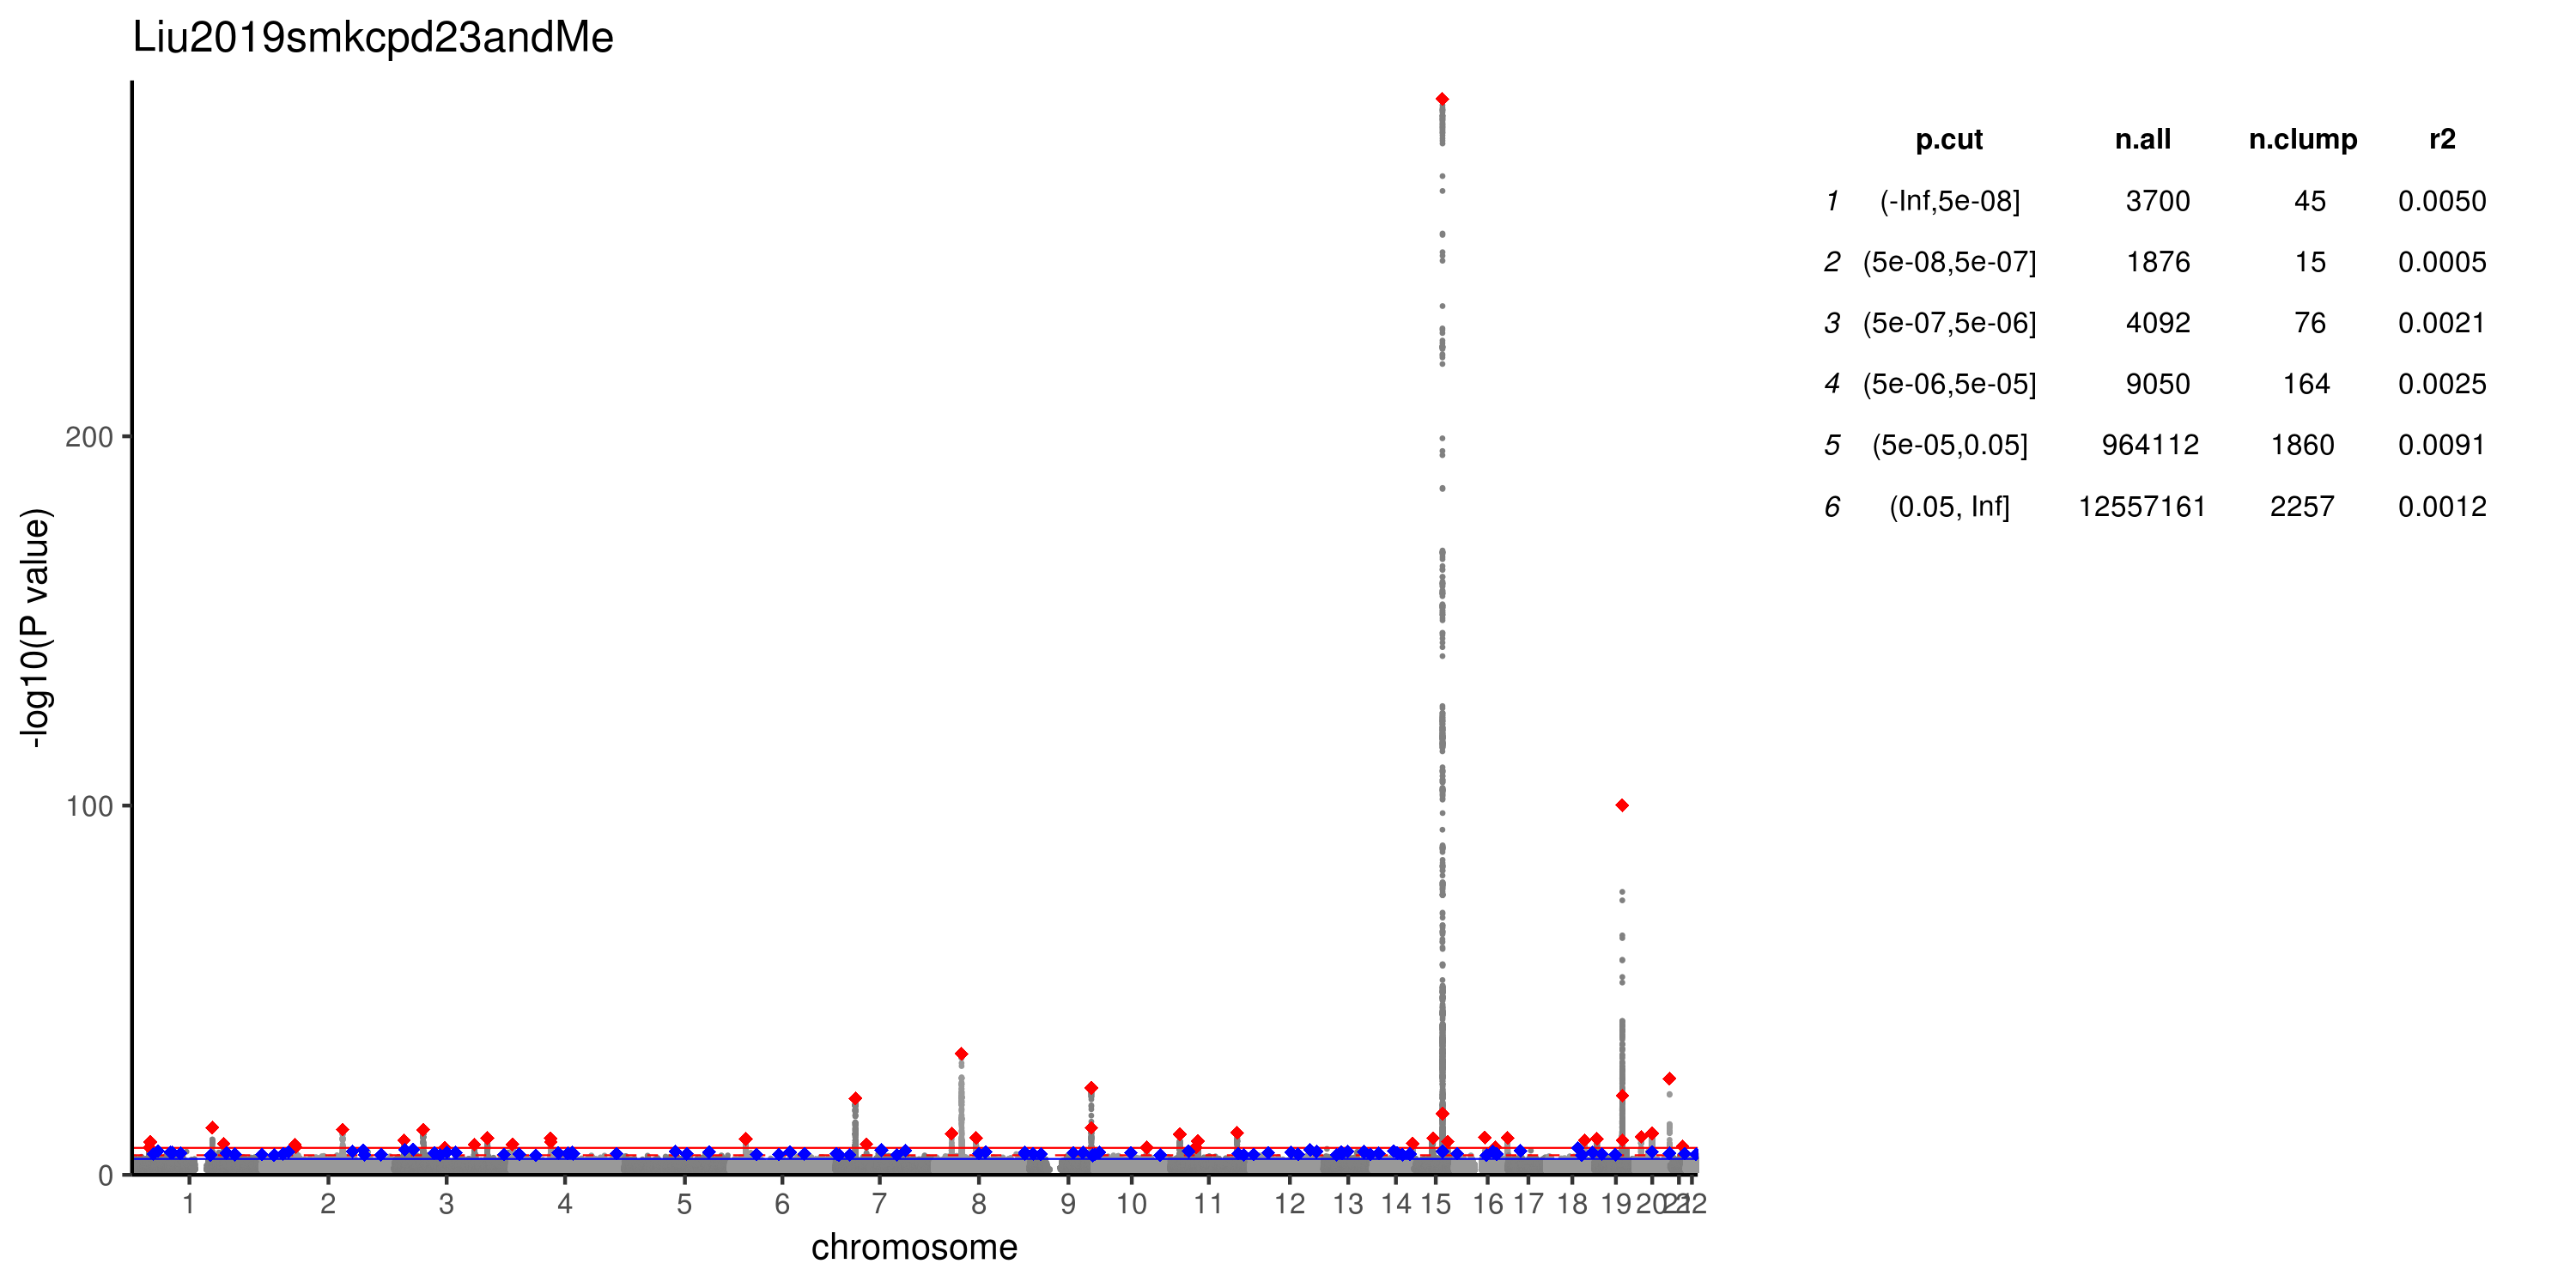 Liu2019smkcpd23andMe
-log10(P value)
200
100
0
1 2 3 4 5 6 7 8 9 10 11 12 13 14 15 16 17 18 19 20 21 22
chromosome
p.cut n.all n.clump r2
1 (-Inf,5e-08] 3700 45 0.0050
2 (5e-08,5e-07] 1876 15 0.0005
3 (5e-07,5e-06] 4092 76 0.0021
4 (5e-06,5e-05] 9050 164 0.0025
5 (5e-05,0.05] 964112 1860 0.0091
6 (0.05, Inf] 12557161 2257 0.0012